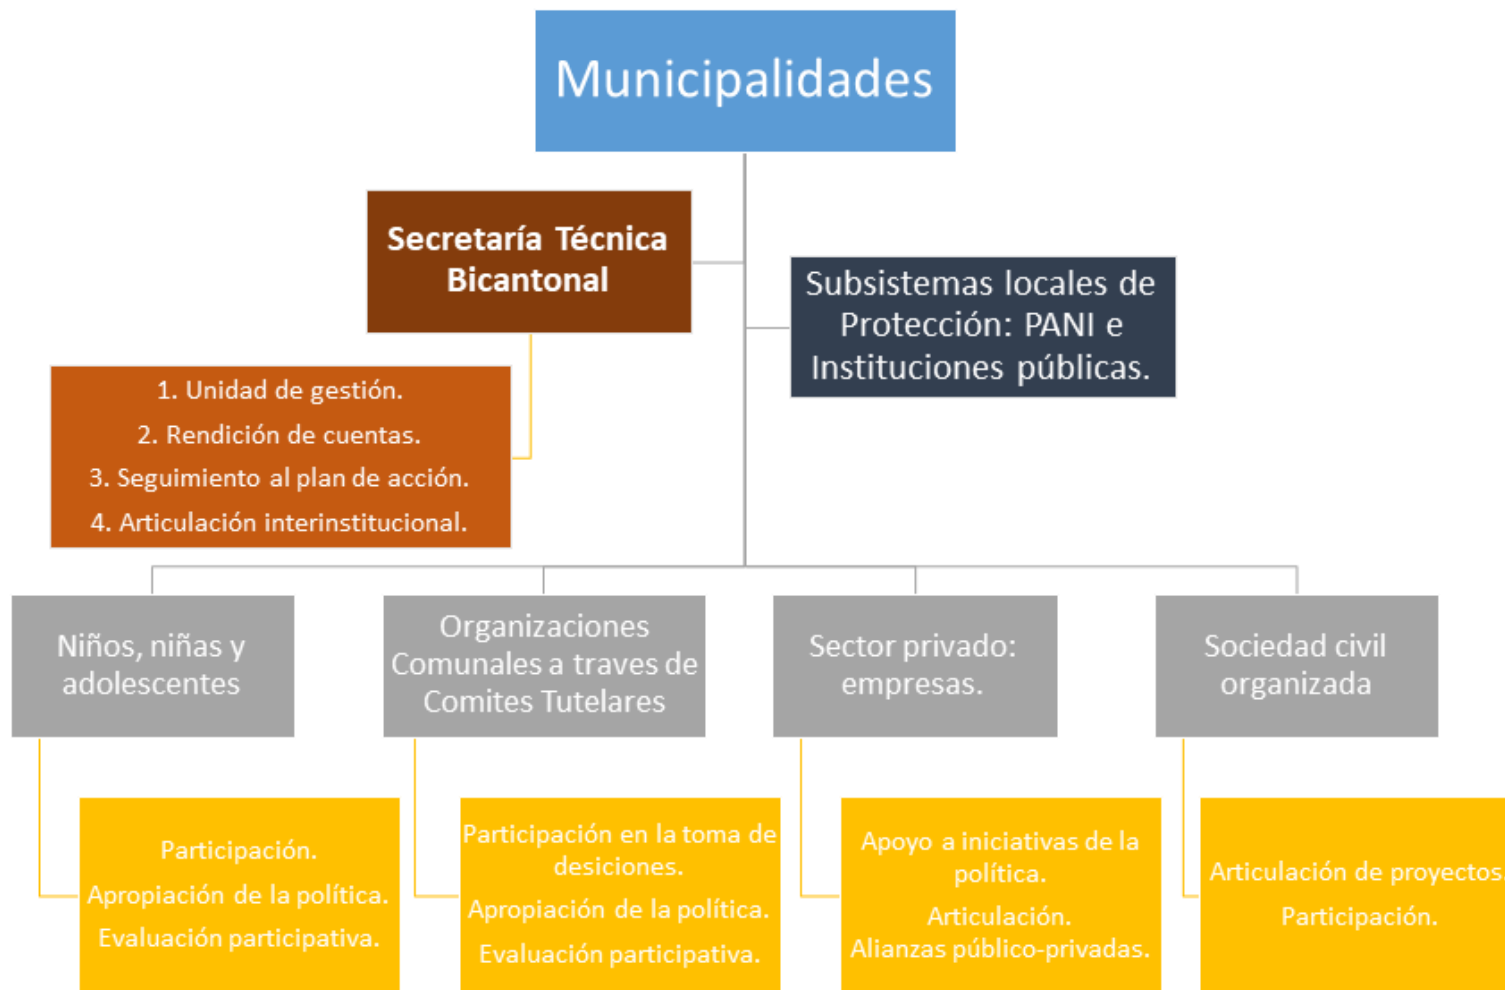 Municipalidades
Secretaría Técnica
Bicantonal
Subsistemas locales de
Protección: PANI e
Instituciones públicas.
1. Unidad de gestión.
2. Rendición de cuentas.
3. Seguimiento al plan de acción.
4. Articulación interinstitucional.
Niños, niñas y
adolescentes
Organizaciones
Comunales a traves de
Comites Tutelares
Sector privado:
empresas.
Sociedad civil
organizada
Participación.
Apropiación de la política.
Evaluación participativa.
Participación en la toma de
desiciones.
Apropiación de la política.
Evaluación participativa.
Apoyo a iniciativas de la
política.
Articulación.
Alianzas público-privadas.
Articulación de proyectos.
Participación.